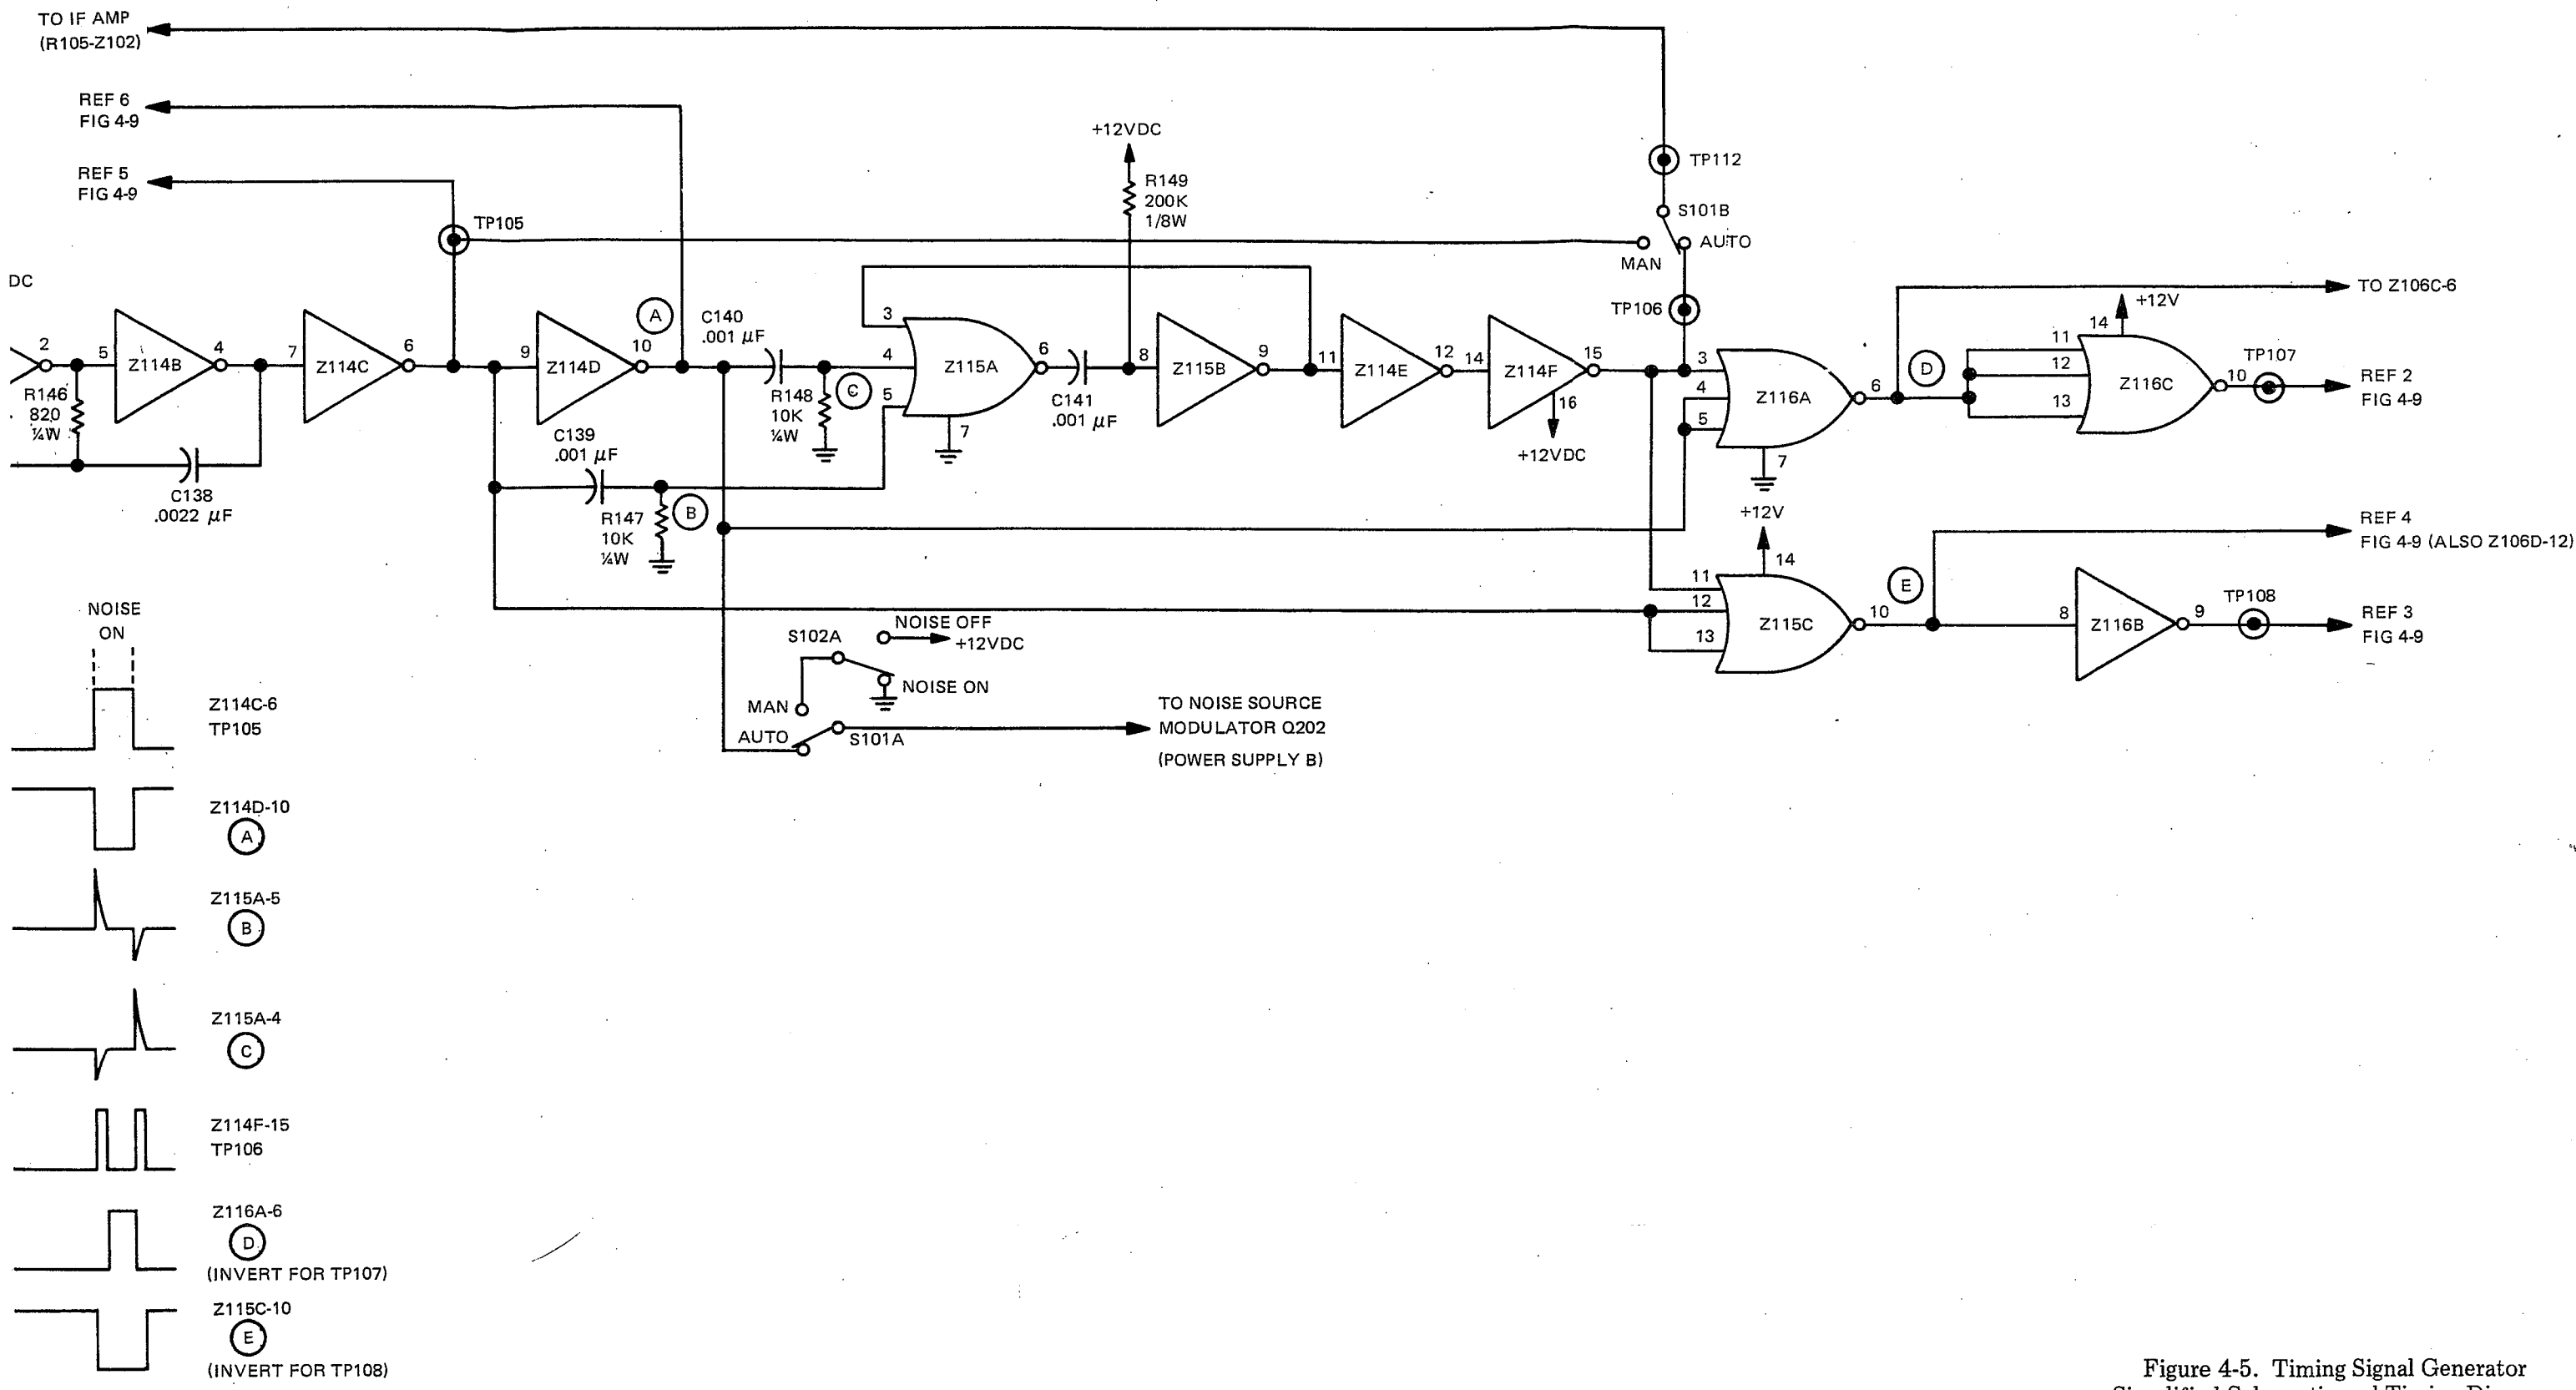 TO IF AMP
(R105-Z102)
REF 6
FIG 4-9
REF 5
FIG 4-9
TP105
+12VDC
R149
200K
1/8W
TP112
S101B
AUTO
MAN
TP106
DC
2
5
Z114B
4
7
Z114C
6
9
Z114D
10
A
C140
.001 µF
R148
10K
¼W
C
3
4
5
Z115A
6
7
C141
.001 µF
8
Z115B
9
11
Z114E
12
14
Z114F
15
16
+12VDC
3
4
5
Z116A
6
7
D
TO Z106C-6
+12V
14
11
12
13
Z116C
10
TP107
REF 2
FIG 4-9
R146
820
¼W
C138
.0022 µF
C139
.001 µF
R147
10K
¼W
B
+12V
14
11
12
13
Z115C
10
E
REF 4
FIG 4-9 (ALSO Z106D-12)
8
Z116B
9
TP108
REF 3
FIG 4-9
NOISE OFF
+12VDC
S102A
NOISE ON
MAN
AUTO
S101A
TO NOISE SOURCE
MODULATOR Q202
(POWER SUPPLY B)
NOISE
ON
Z114C-6
TP105
Z114D-10
A
Z115A-5
B
Z115A-4
C
Z114F-15
TP106
Z116A-6
D
(INVERT FOR TP107)
Z115C-10
E
(INVERT FOR TP108)
Figure 4-5. Timing Signal Generator